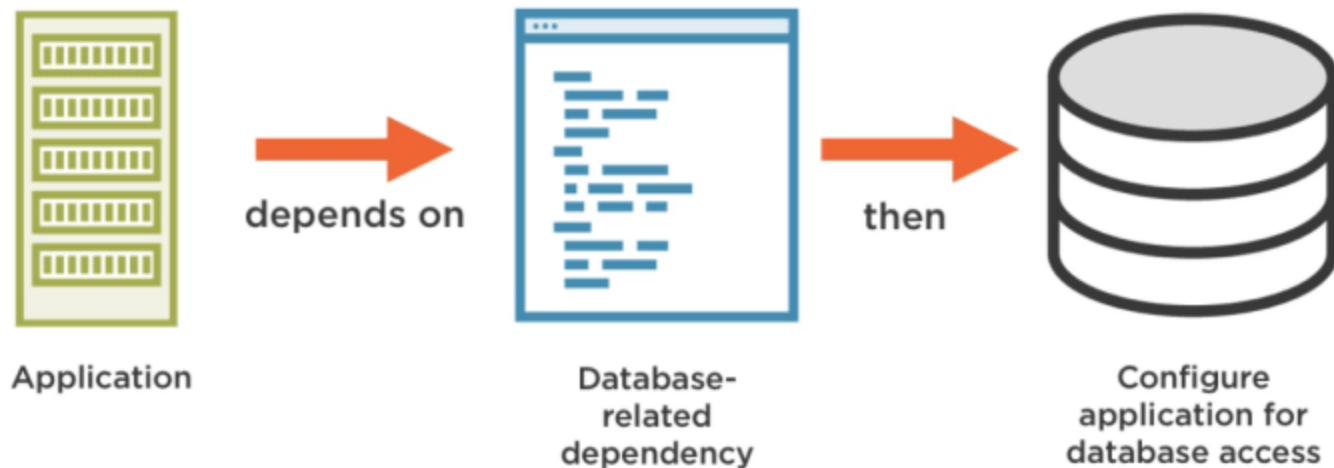 depends on
then
Application
Database-
related
dependency
Configure
application for
database access